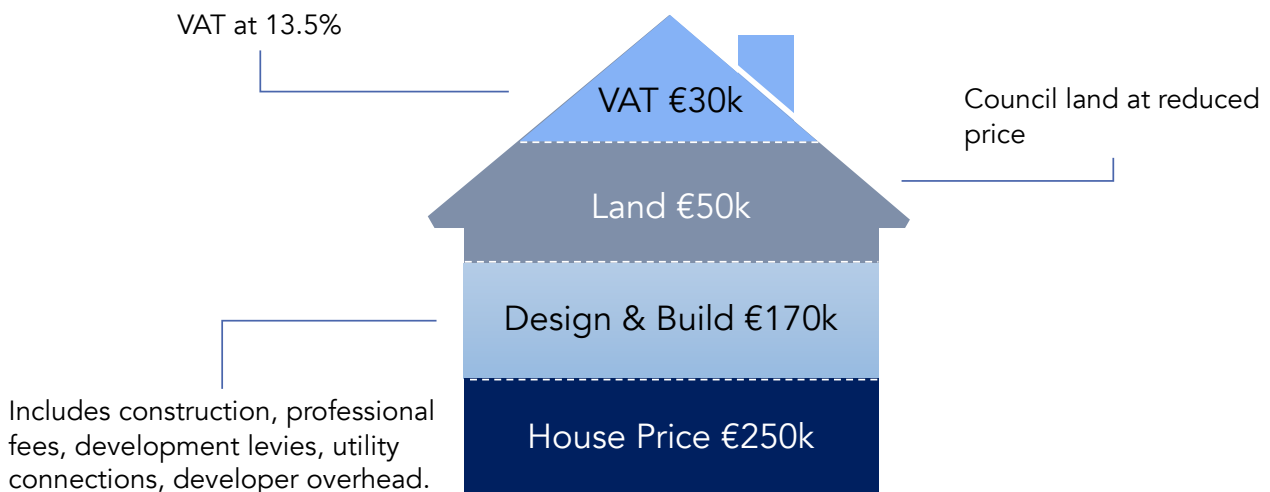 VAT at 13.5%
VAT €30k
Council land at reduced
price
Land €50k
Design & Build €170k
Includes construction, professional
fees, development levies, utility
connections, developer overhead.
House Price €250k